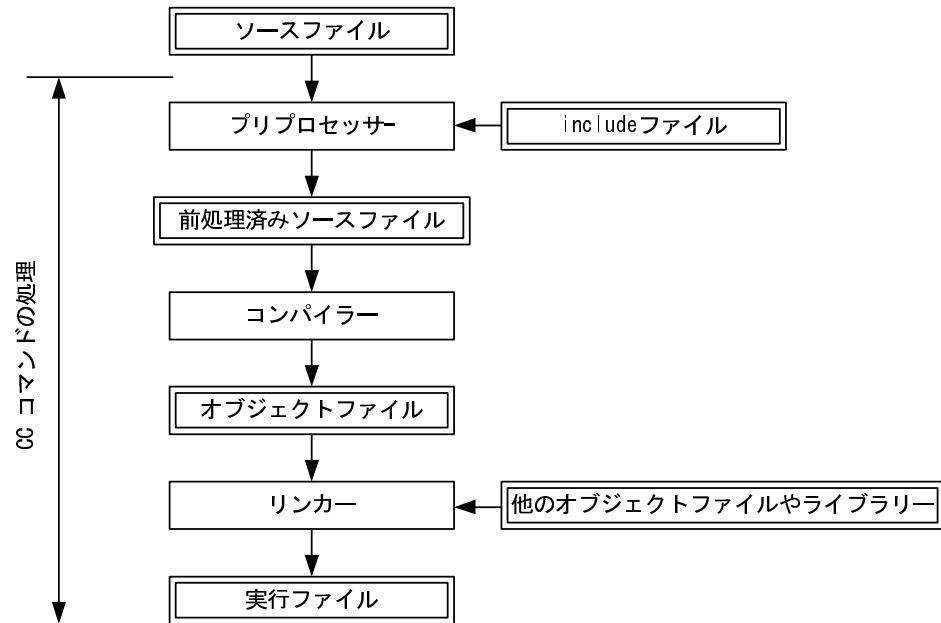 ソースファイル
プリプロセッサー
includeファイル
前処理済みソースファイル
コンパイラー
CC コマンドの処理
オブジェクトファイル
リンカー
他のオブジェクトファイルやライブラリー
実行ファイル